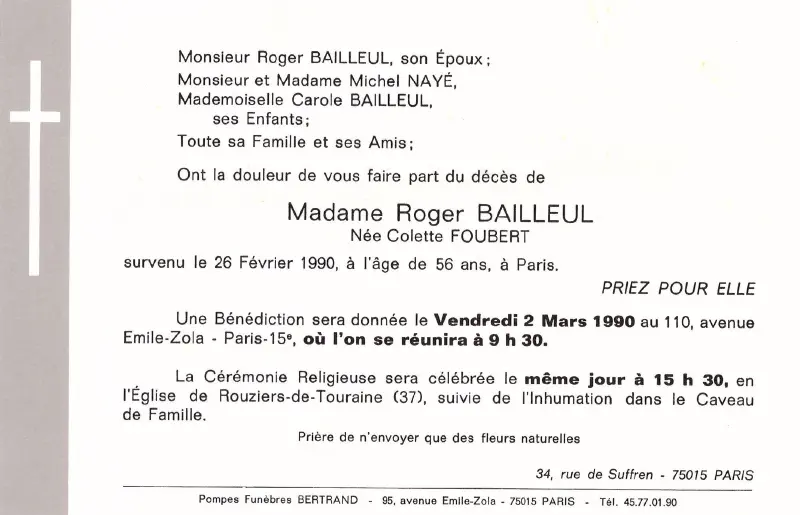 Monsieur Roger BAILLEUL, son Époux;
Monsieur et Madame Michel NAYÉ,
Mademoiselle Carole BAILLEUL,
ses Enfants;
Toute sa Famille et ses Amis;
Ont la douleur de vous faire part du décès de
Madame Roger BAILLEUL
Née Colette FOUBERT
survenu le 26 Février 1990, à l'âge de 56 ans, à Paris.
PRIEZ POUR ELLE
Une Bénédiction sera donnée le Vendredi 2 Mars 1990 au 110, avenue
Emile-Zola - Paris-15e, où l'on se réunira à 9 h 30.
La Cérémonie Religieuse sera célébrée le même jour à 15 h 30, en
l'Église de Rouziers-de-Touraine (37), suivie de l'Inhumation dans le Caveau
de Famille.
Prière de n'envoyer que des fleurs naturelles
34, rue de Suffren - 75015 PARIS
Pompes Funèbres BERTRAND - 95, avenue Emile-Zola - 75015 PARIS - Tél. 45.77.01.90